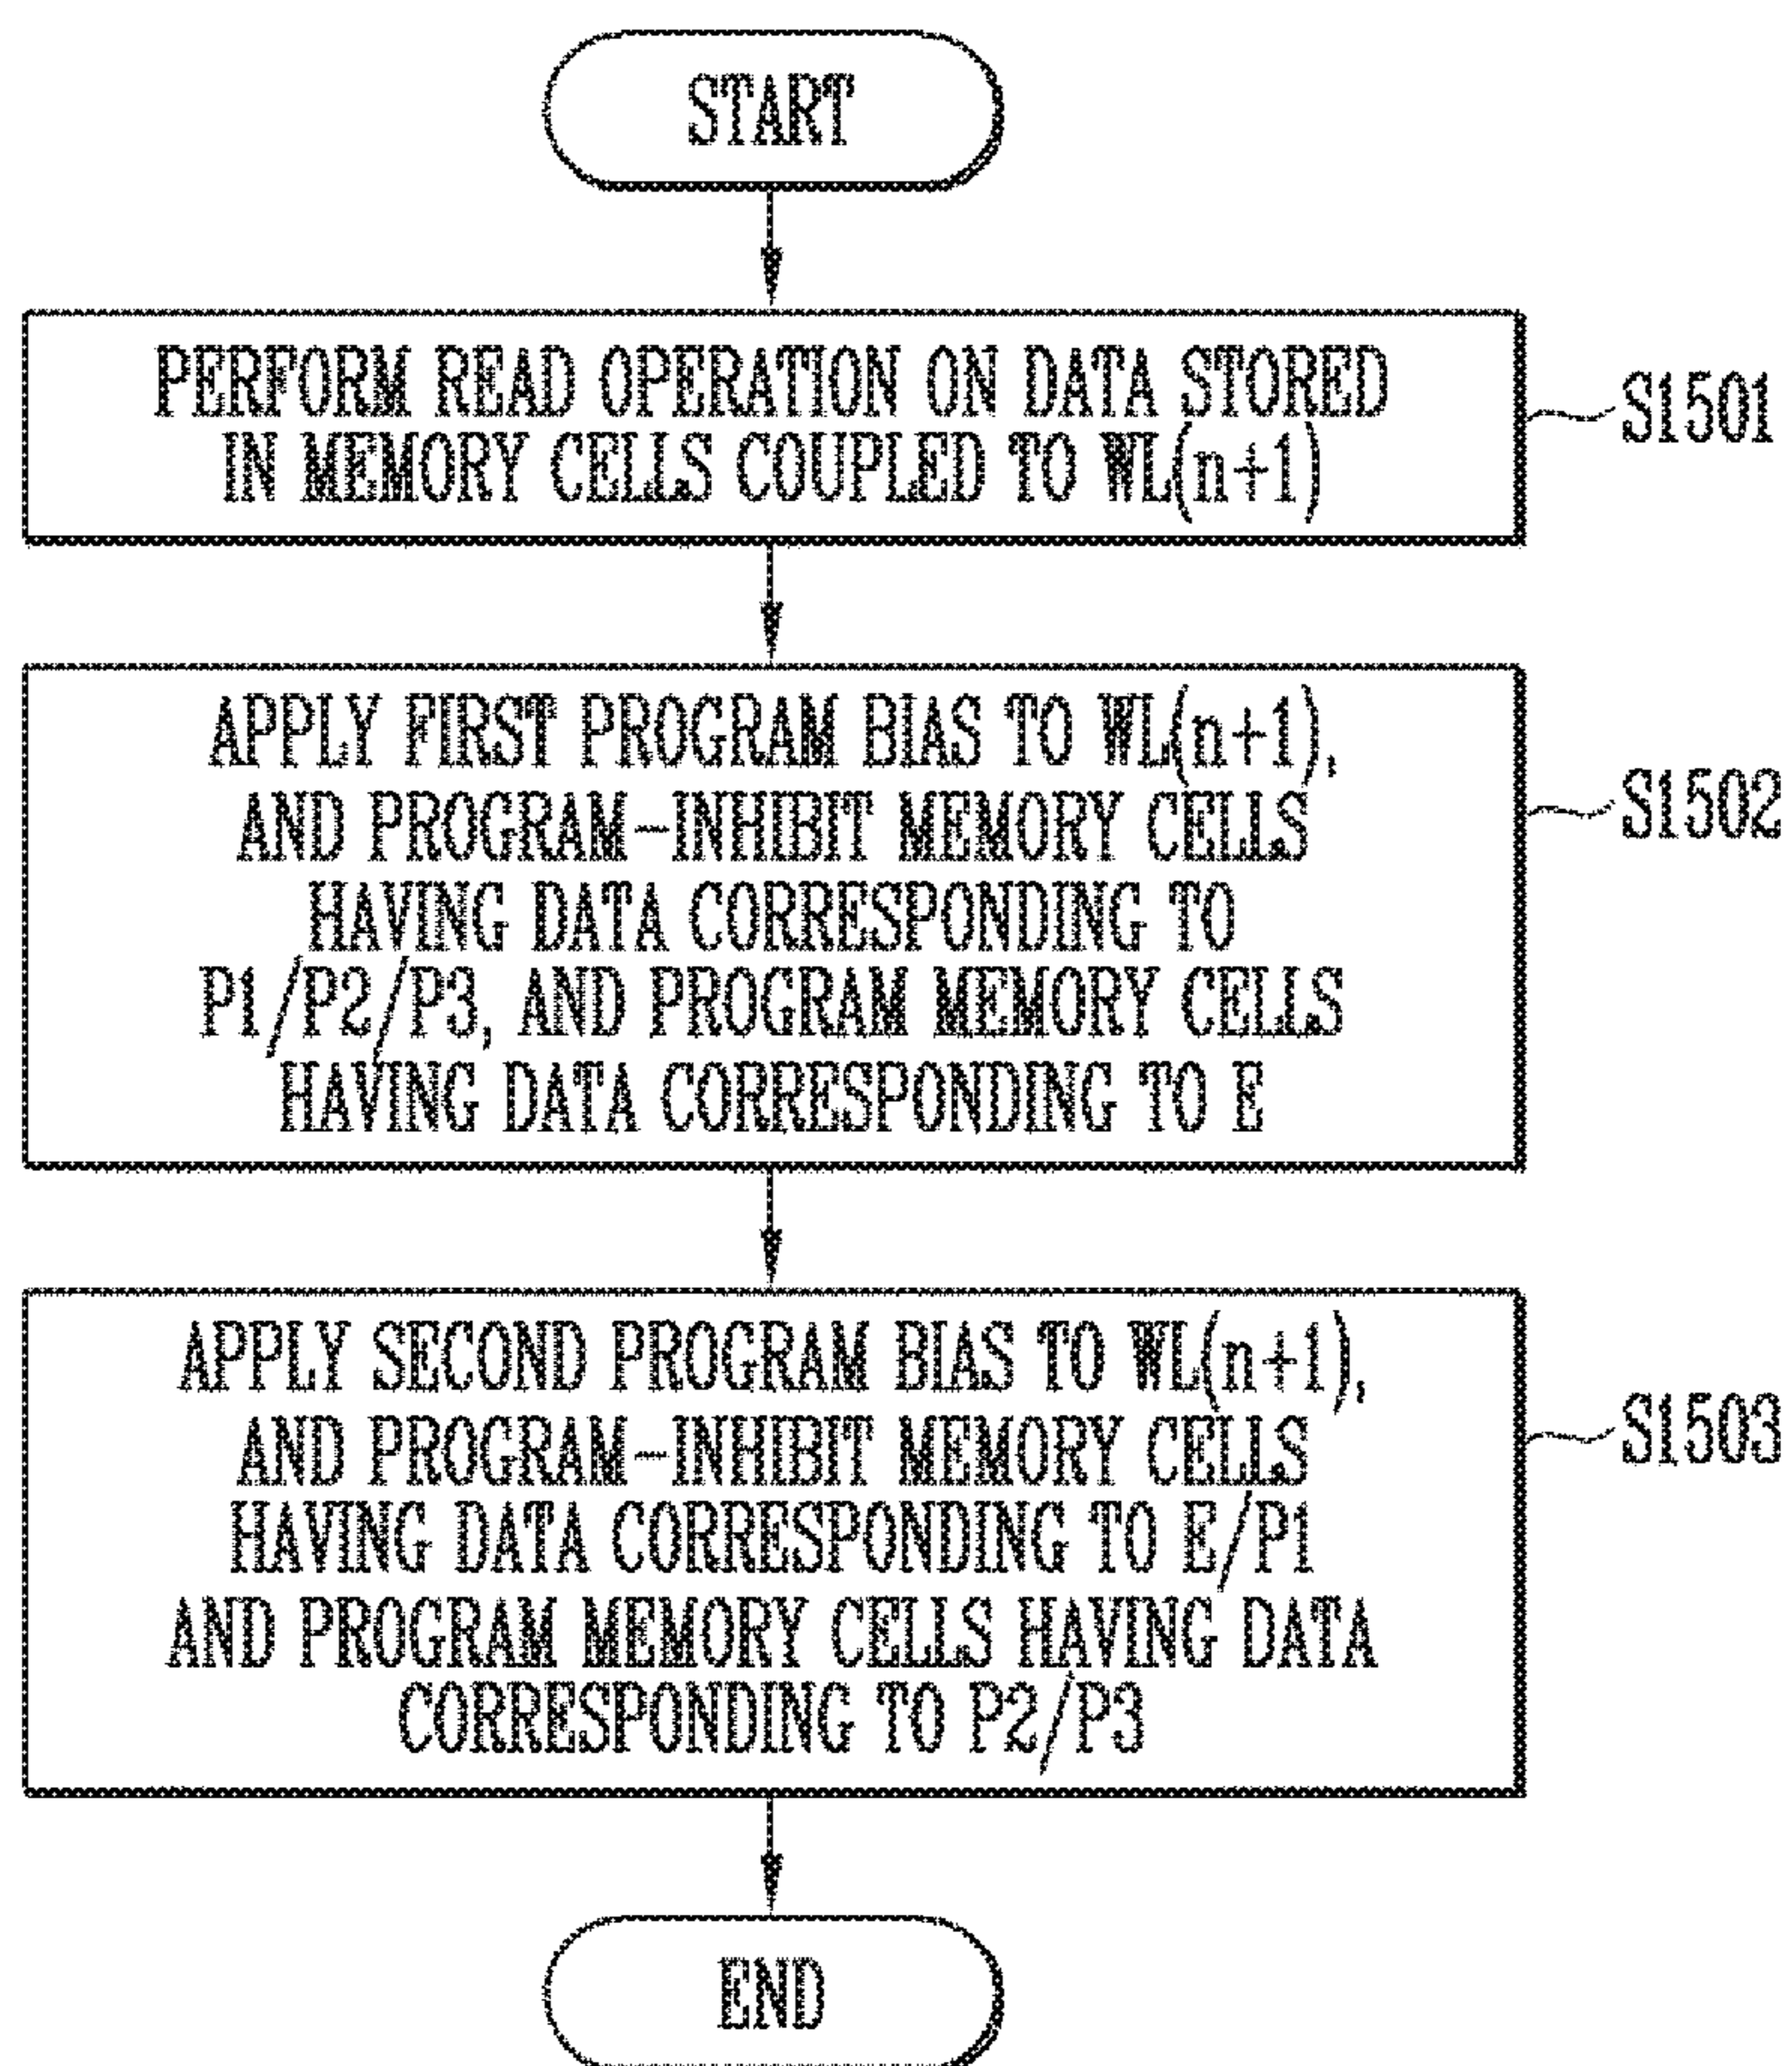 START
PERFORM READ OPERATION ON DATA STORED
IN MEMORY CELLS COUPLED TO WL(n+1)
S1501
APPLY FIRST PROGRAM BIAS TO WL(n+1),
AND PROGRAM-INHIBIT MEMORY CELLS
HAVING DATA CORRESPONDING TO
P1/P2/P3, AND PROGRAM MEMORY CELLS
HAVING DATA CORRESPONDING TO E
S1502
APPLY SECOND PROGRAM BIAS TO WL(n+1),
AND PROGRAM-INHIBIT MEMORY CELLS
HAVING DATA CORRESPONDING TO E/P1
AND PROGRAM MEMORY CELLS HAVING DATA
CORRESPONDING TO P2/P3
S1503
END